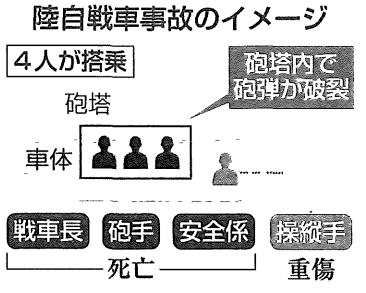 陸自戦車事故のイメージ
4人が搭乗
砲塔内で
砲弾が破裂
砲塔
車体
戦車長 砲手 安全係 操縦手
死亡 重傷